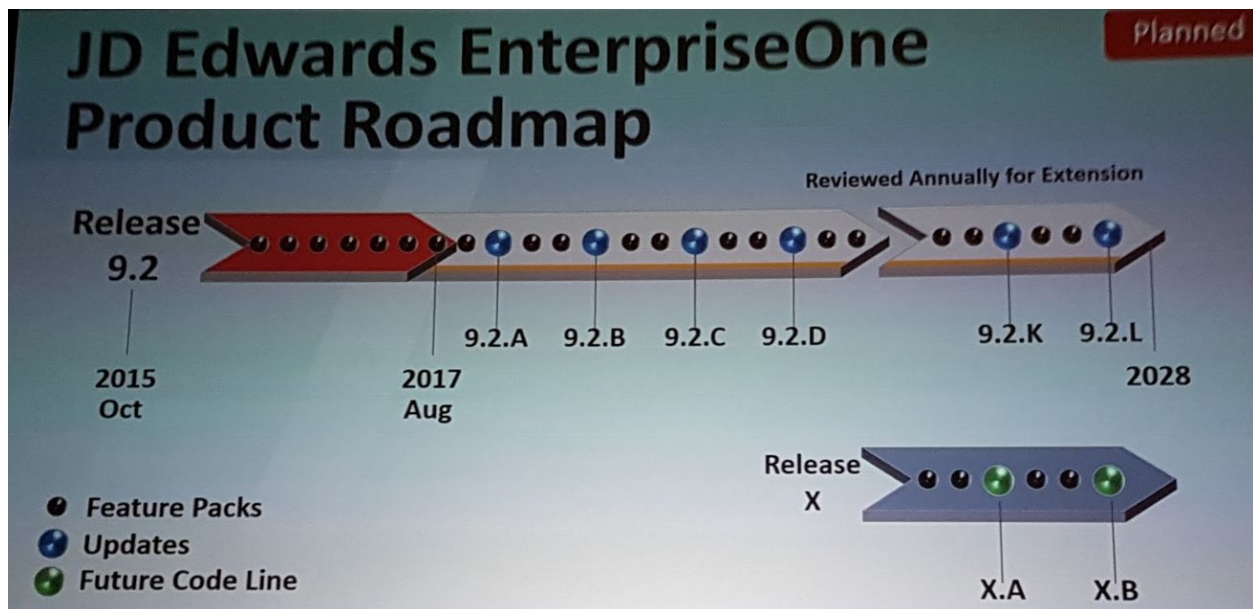 JD Edwards EnterpriseOne
Product Roadmap
Planned
Reviewed Annually for Extension
Release
9.2
9.2.A
9.2.B
9.2.C
9.2.D
9.2.K
9.2.L
2015
Oct
2017
Aug
2028
Release
X
X.A
X.B
Feature Packs
Updates
Future Code Line